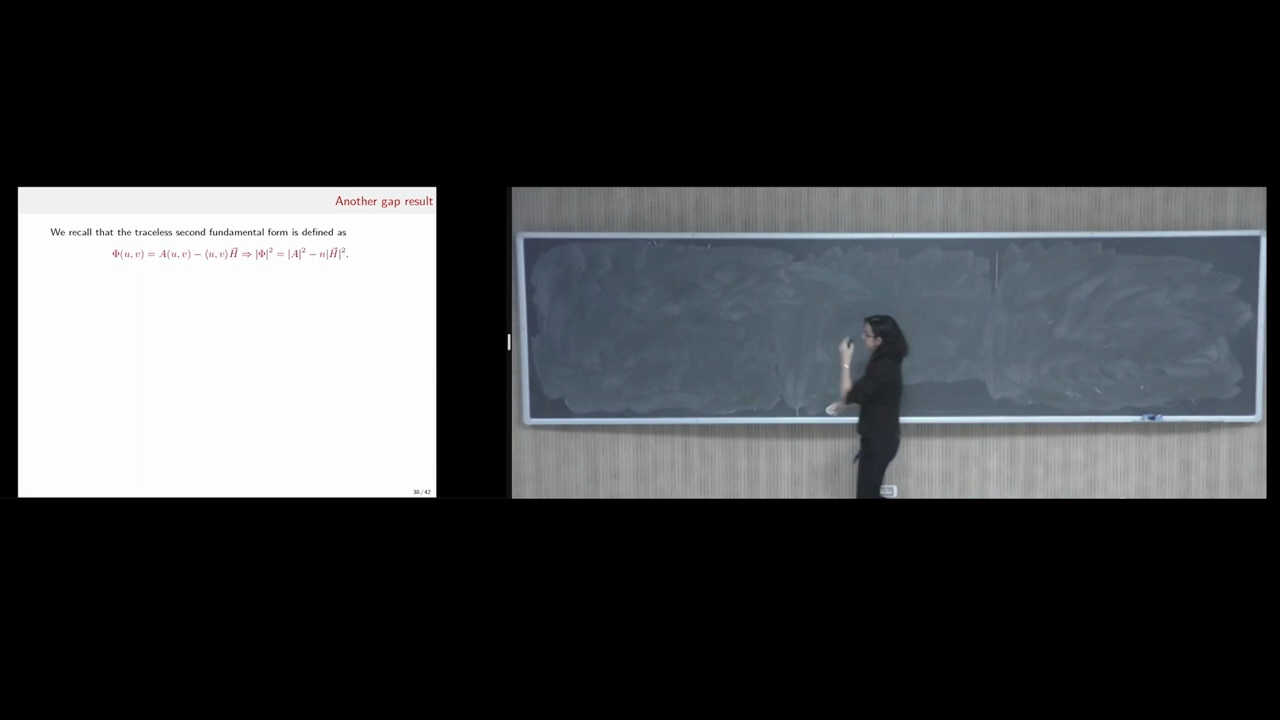 Another gap result
We recall that the traceless second fundamental form is defined as
Φ(u, v) = A(u, v) − ⟨u, v⟩H⃗ ⇒ |Φ|² = |A|² − n|H⃗|².
38 / 42